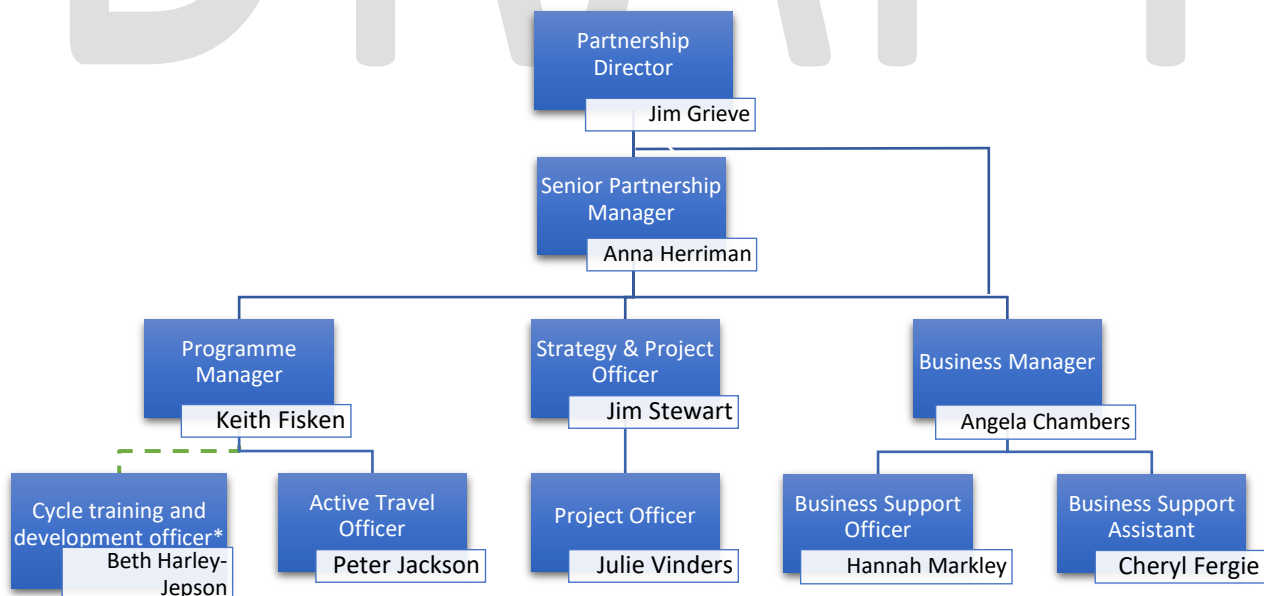 DRAFT
Partnership
Director
Jim Grieve
Senior Partnership
Manager
Anna Herriman
Programme
Manager
Keith Fisken
Strategy & Project
Officer
Jim Stewart
Business Manager
Angela Chambers
Cycle training and
development officer*
Beth Harley-
Jepson
Active Travel
Officer
Peter Jackson
Project Officer
Julie Vinders
Business Support
Officer
Hannah Markley
Business Support
Assistant
Cheryl Fergie